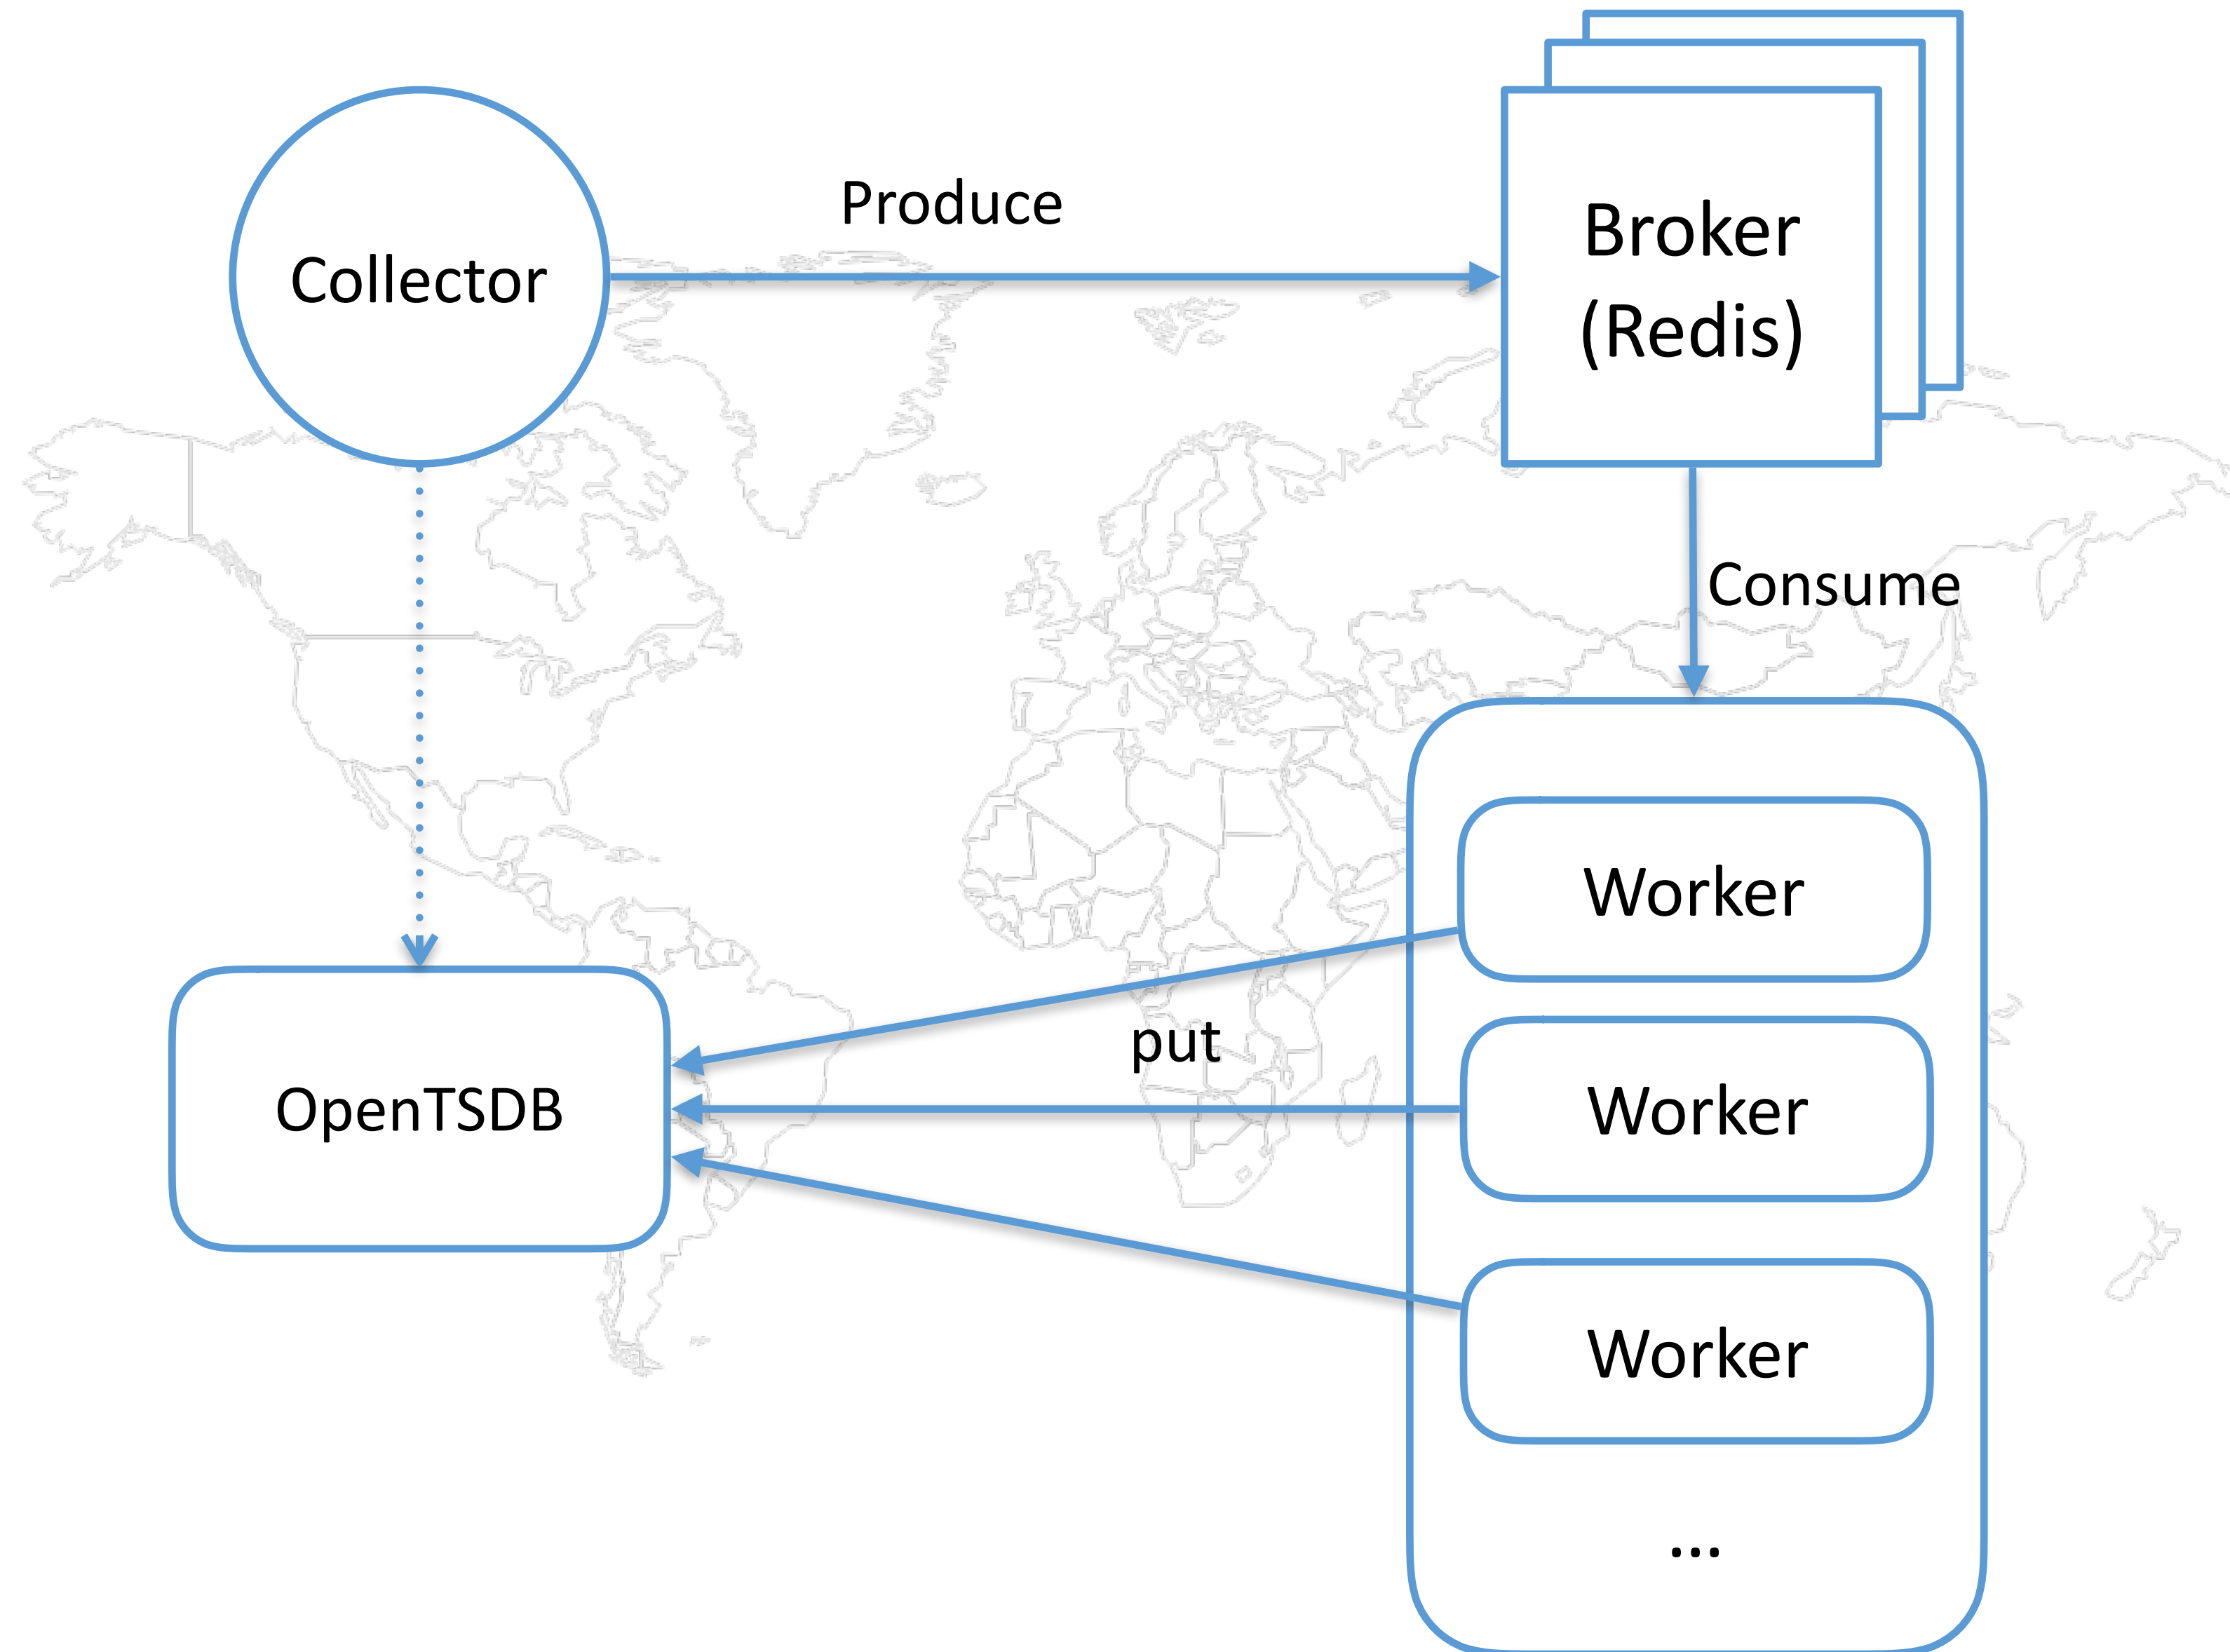 Produce
Collector
Broker
(Redis)
Consume
Worker
put
OpenTSDB
Worker
Worker
...